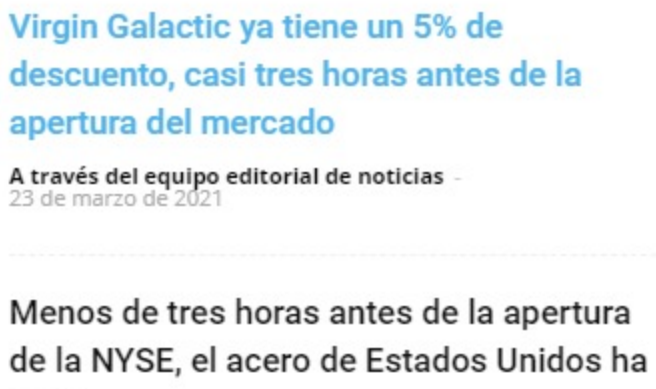 Virgin Galactic ya tiene un 5% de
descuento, casi tres horas antes de la
apertura del mercado
A través del equipo editorial de noticias -
23 de marzo de 2021
Menos de tres horas antes de la apertura
de la NYSE, el acero de Estados Unidos ha